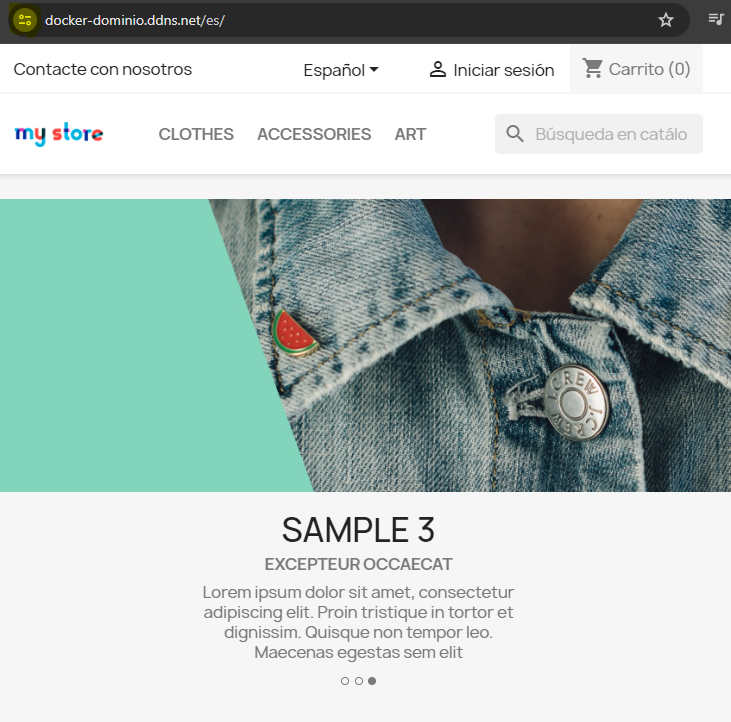 docker-dominio.ddns.net/es/
Contacte con nosotros
Español
Iniciar sesión
Carrito (0)
my store
CLOTHES
ACCESSORIES
ART
Búsqueda en catálo
J.CREW J.CREW
SAMPLE 3
EXCEPTEUR OCCAECAT
Lorem ipsum dolor sit amet, consectetur
adipiscing elit. Proin tristique in tortor et
dignissim. Quisque non tempor leo.
Maecenas egestas sem elit